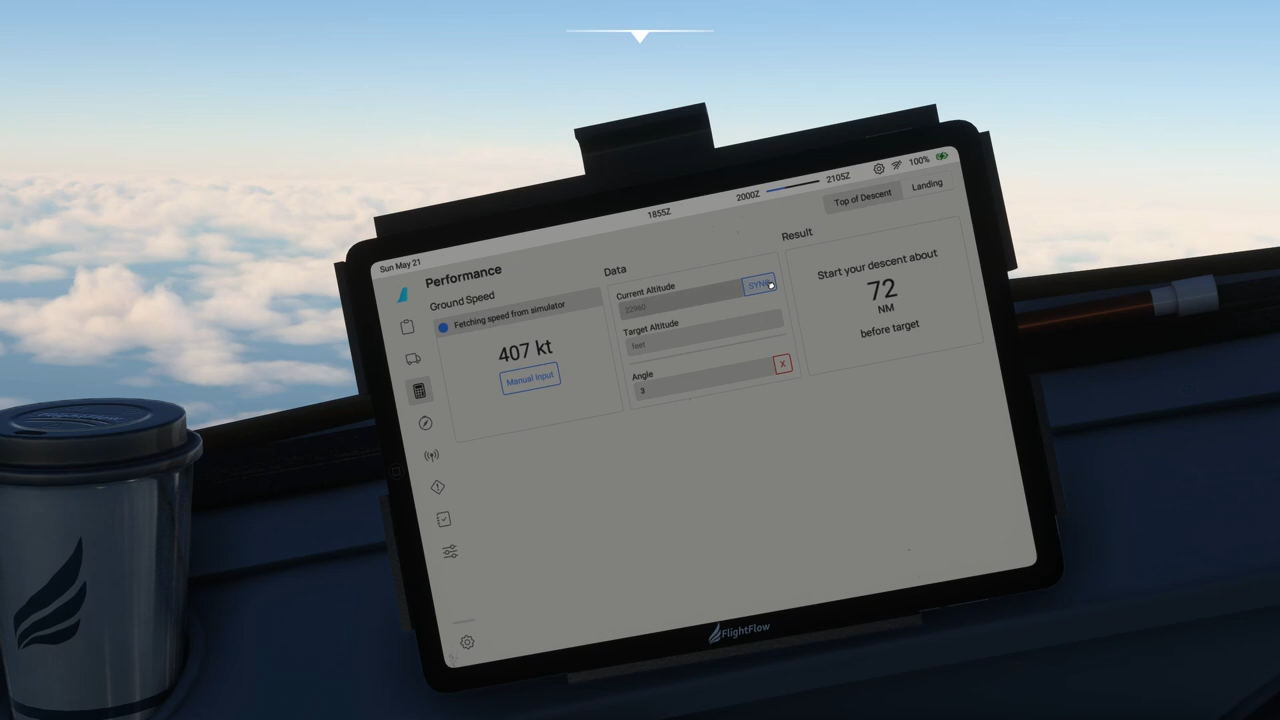 Sun May 21
1855Z
2000Z
2105Z
100%
Performance
Top of Descent
Landing
Ground Speed
Fetching speed from simulator
407 kt
Manual Input
Data
Current Altitude
22960
SYNC
Target Altitude
feet
Angle
3
X
Result
Start your descent about
72
NM
before target
FlightFlow